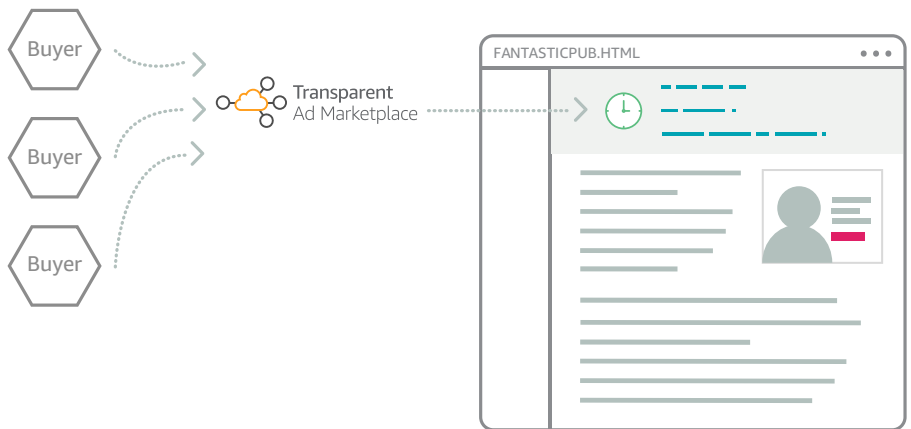 Buyer
Buyer
Buyer
Transparent
Ad Marketplace
FANTASTICPUB.HTML